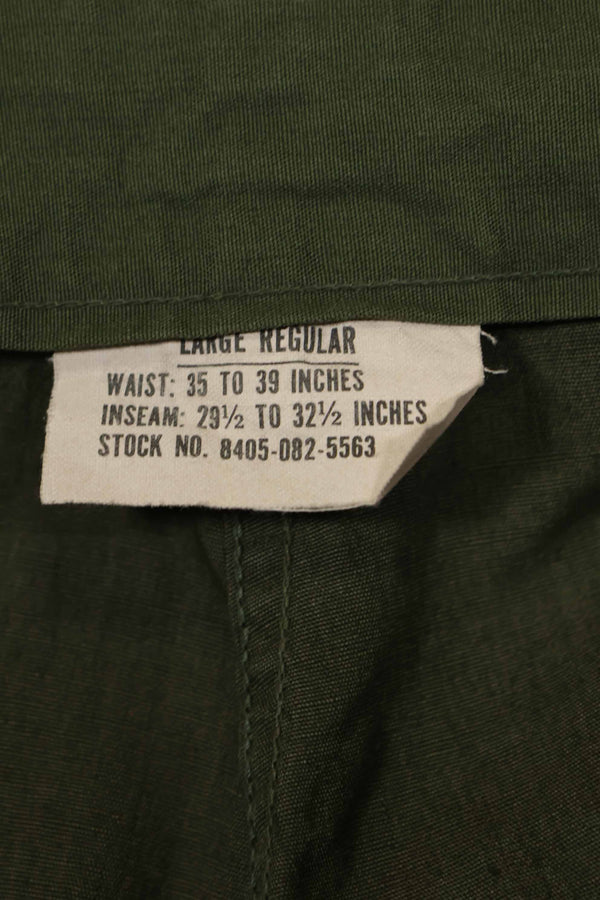 LARGE REGULAR
WAIST: 35 TO 39 INCHES
INSEAM: 29½ TO 32½ INCHES
STOCK NO. 8405-082-5563